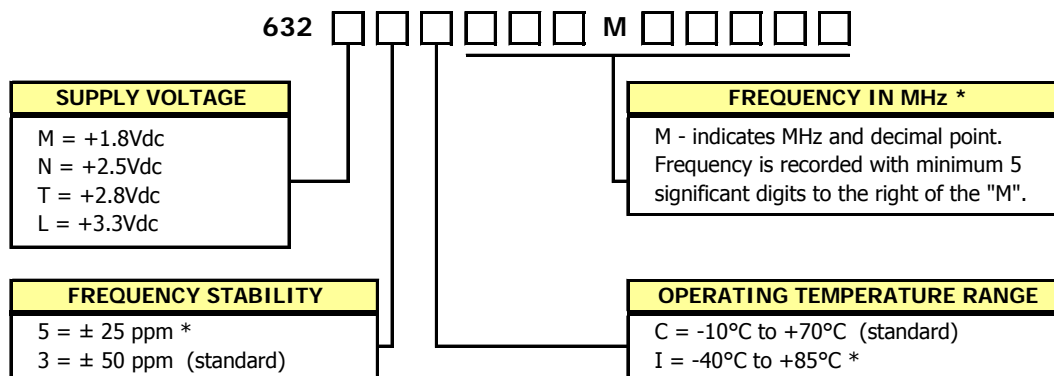 632 M
SUPPLY VOLTAGE
M = +1.8Vdc
N = +2.5Vdc
T = +2.8Vdc
L = +3.3Vdc
FREQUENCY IN MHz *
M - indicates MHz and decimal point.
Frequency is recorded with minimum 5
significant digits to the right of the "M".
FREQUENCY STABILITY
5 = ± 25 ppm *
3 = ± 50 ppm (standard)
OPERATING TEMPERATURE RANGE
C = -10°C to +70°C (standard)
I = -40°C to +85°C *